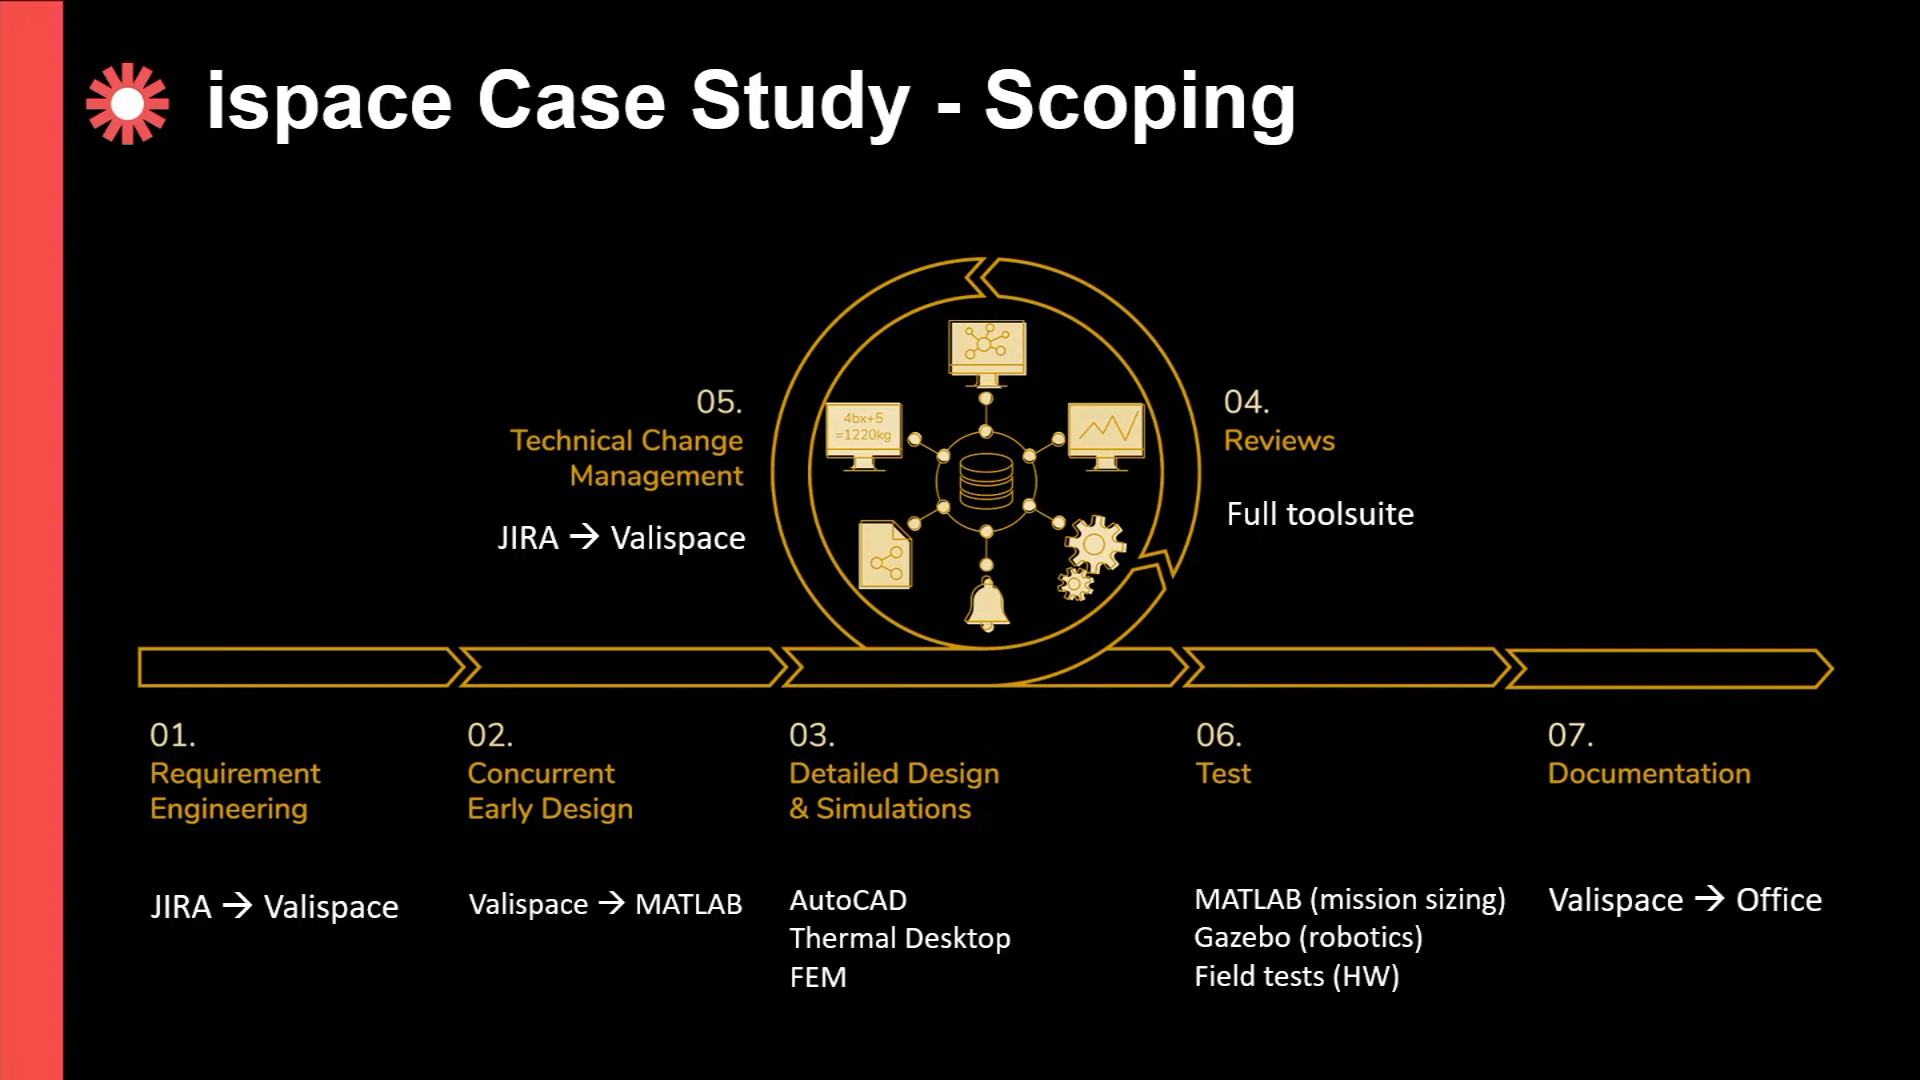 ispace Case Study - Scoping
05.
Technical Change
Management
JIRA → Valispace
4bx+5
=1220kg
04.
Reviews
Full toolsuite
01.
Requirement
Engineering
JIRA → Valispace
02.
Concurrent
Early Design
Valispace → MATLAB
03.
Detailed Design
& Simulations
AutoCAD
Thermal Desktop
FEM
06.
Test
MATLAB (mission sizing)
Gazebo (robotics)
Field tests (HW)
07.
Documentation
Valispace → Office